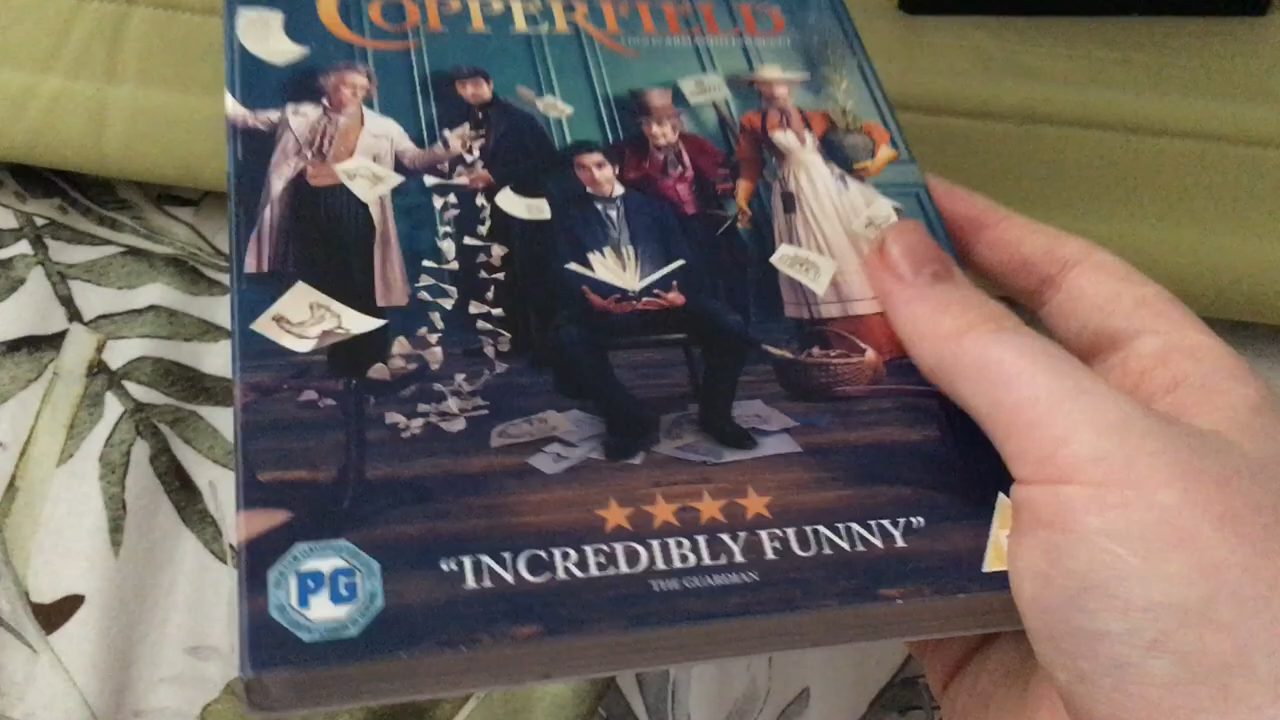 COPPERFIELD
★★★★
"INCREDIBLY FUNNY"
THE GUARDIAN
PG